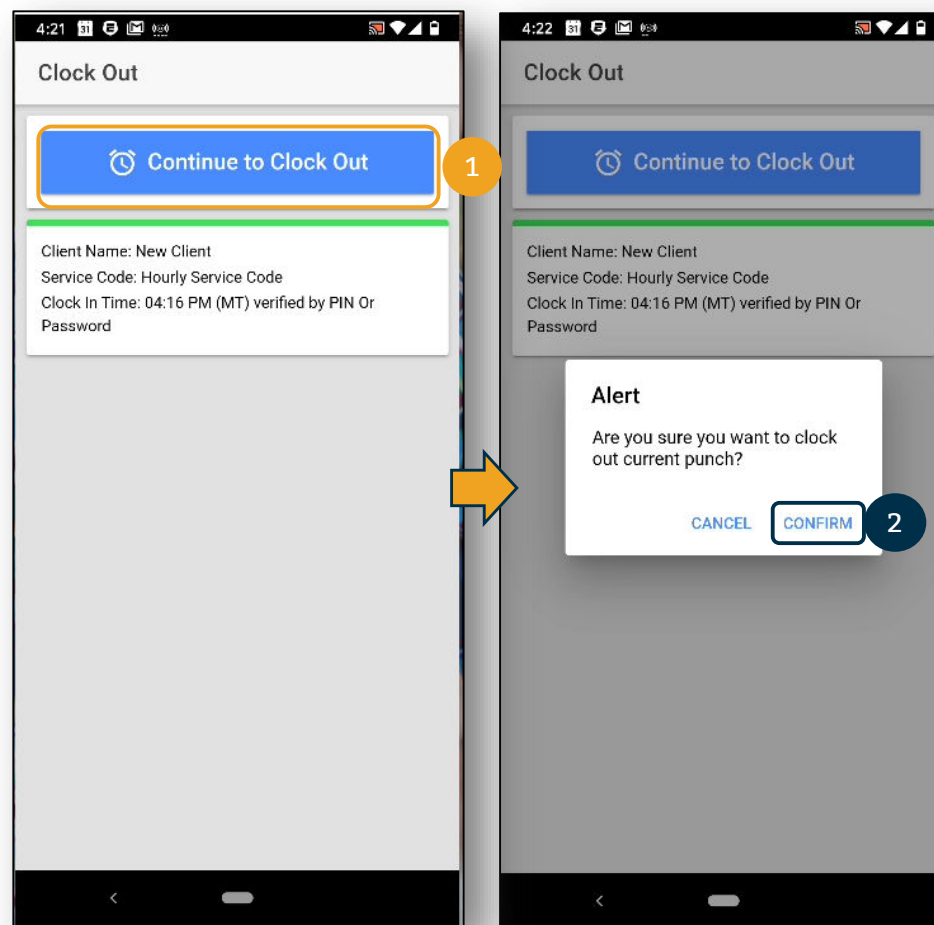 4:21 31
Clock Out
Continue to Clock Out
1
Client Name: New Client
Service Code: Hourly Service Code
Clock In Time: 04:16 PM (MT) verified by PIN Or
Password
4:22 31
Clock Out
Continue to Clock Out
Client Name: New Client
Service Code: Hourly Service Code
Clock In Time: 04:16 PM (MT) verified by PIN Or
Password
Alert
Are you sure you want to clock
out current punch?
CANCEL CONFIRM 2